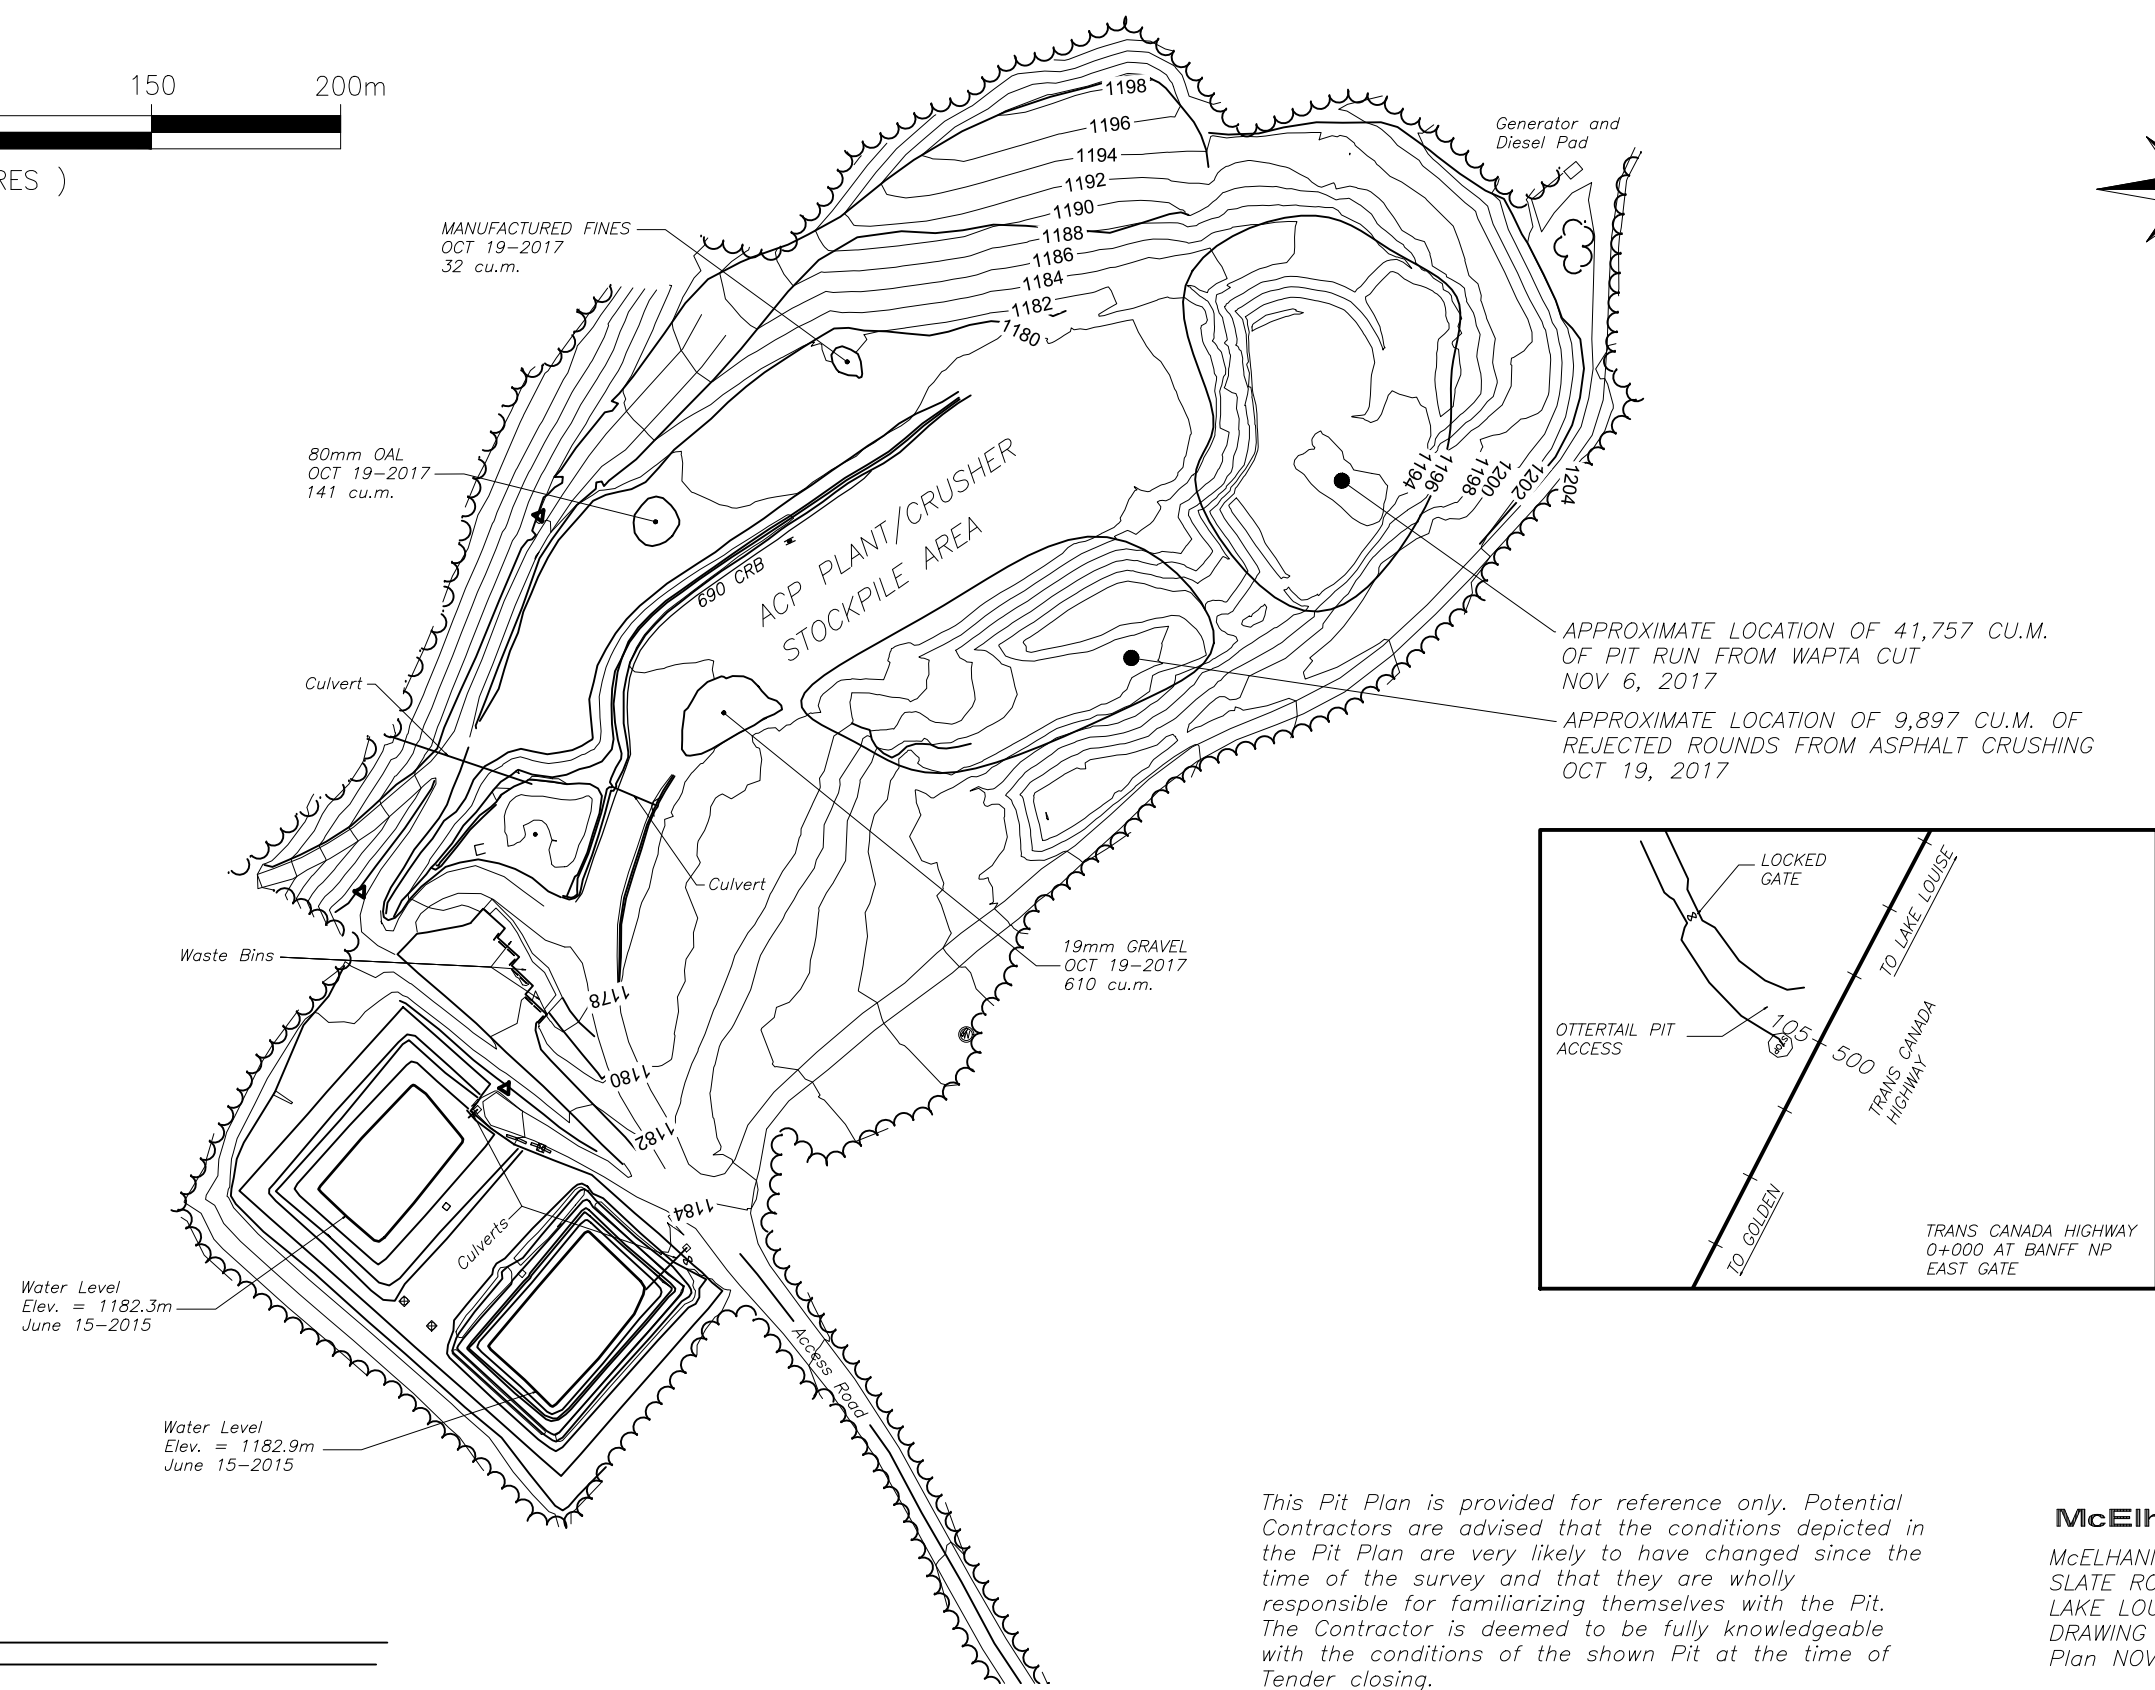 150
200m
RES )
Generator and
Diesel Pad
1198
1196
1194
1192
1190
1188
1186
1184
1182
1180
MANUFACTURED FINES
OCT 19-2017
32 cu.m.
80mm OAL
OCT 19-2017
141 cu.m.
ACP PLANT/CRUSHER
STOCKPILE AREA
690 CRB
1194
1196
1198
1200
1202
1204
APPROXIMATE LOCATION OF 41,757 CU.M.
OF PIT RUN FROM WAPTA CUT
NOV 6, 2017
APPROXIMATE LOCATION OF 9,897 CU.M. OF
REJECTED ROUNDS FROM ASPHALT CRUSHING
OCT 19, 2017
Culvert
Culvert
Waste Bins
19mm GRAVEL
OCT 19-2017
610 cu.m.
1178
1180
1182
1184
Culverts
Access Road
Water Level
Elev. = 1182.3m
June 15-2015
Water Level
Elev. = 1182.9m
June 15-2015
LOCKED
GATE
TO LAKE LOUISE
OTTERTAIL PIT
ACCESS
105
500
STOP
TRANS CANADA
HIGHWAY
TO GOLDEN
TRANS CANADA HIGHWAY
0+000 AT BANFF NP
EAST GATE
This Pit Plan is provided for reference only. Potential
Contractors are advised that the conditions depicted in
the Pit Plan are very likely to have changed since the
time of the survey and that they are wholly
responsible for familiarizing themselves with the Pit.
The Contractor is deemed to be fully knowledgeable
with the conditions of the shown Pit at the time of
Tender closing.
McElh
McELHANN
SLATE RO
LAKE LOU
DRAWING
Plan NOV